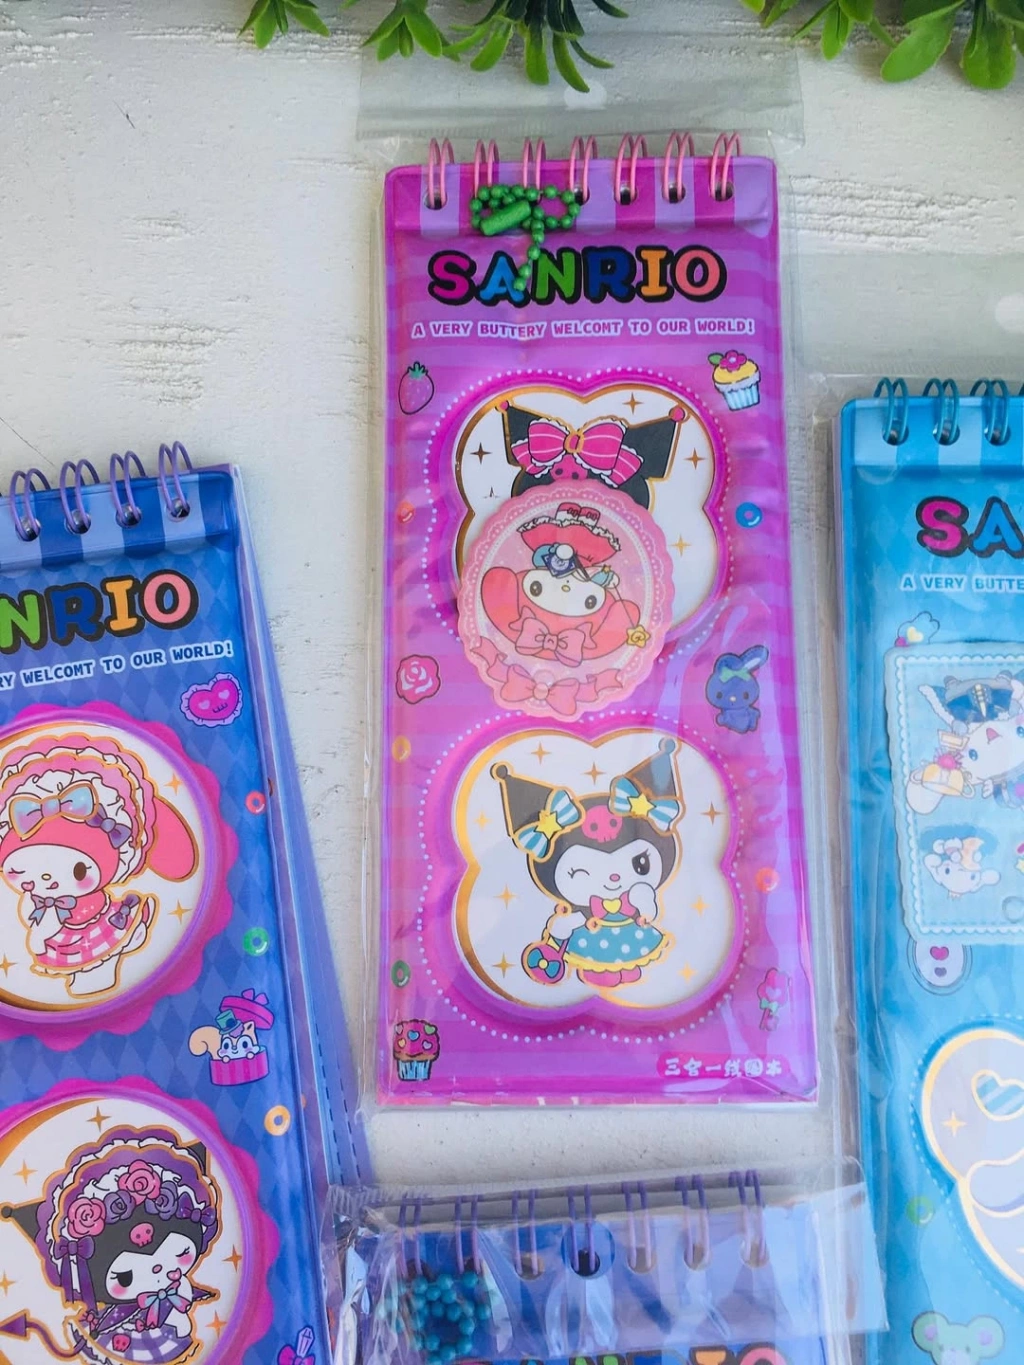 SANRIO
A VERY BUTTERY WELCOMT TO OUR WORLD!
三合一线圈本
NRIO
RY WELCOMT TO OUR WORLD!
SA
A VERY BUTTE